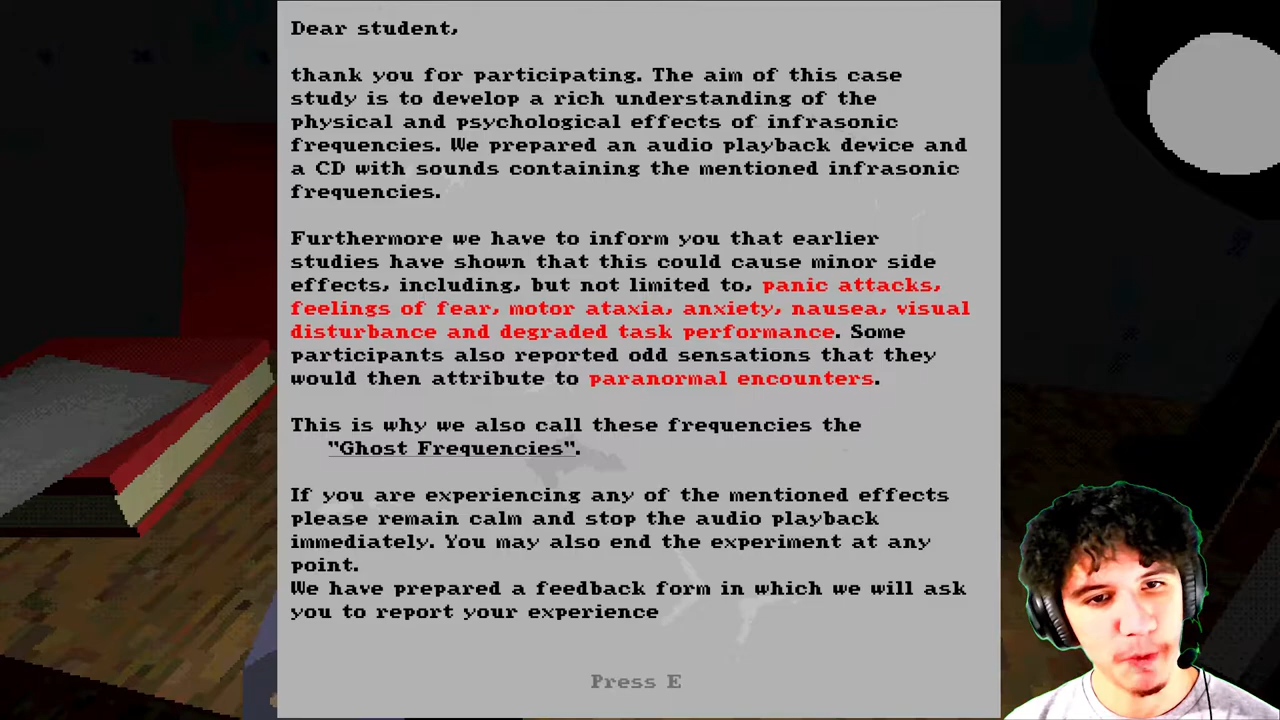 Dear student,
thank you for participating. The aim of this case
study is to develop a rich understanding of the
physical and psychological effects of infrasonic
frequencies. We prepared an audio playback device and
a CD with sounds containing the mentioned infrasonic
frequencies.
Furthermore we have to inform you that earlier
studies have shown that this could cause minor side
effects, including, but not limited to, panic attacks,
feelings of fear, motor ataxia, anxiety, nausea, visual
disturbance and degraded task performance. Some
participants also reported odd sensations that they
would then attribute to paranormal encounters.
This is why we also call these frequencies the
"Ghost Frequencies".
If you are experiencing any of the mentioned effects
please remain calm and stop the audio playback
immediately. You may also end the experiment at any
point.
We have prepared a feedback form in which we will ask
you to report your experience
Press E